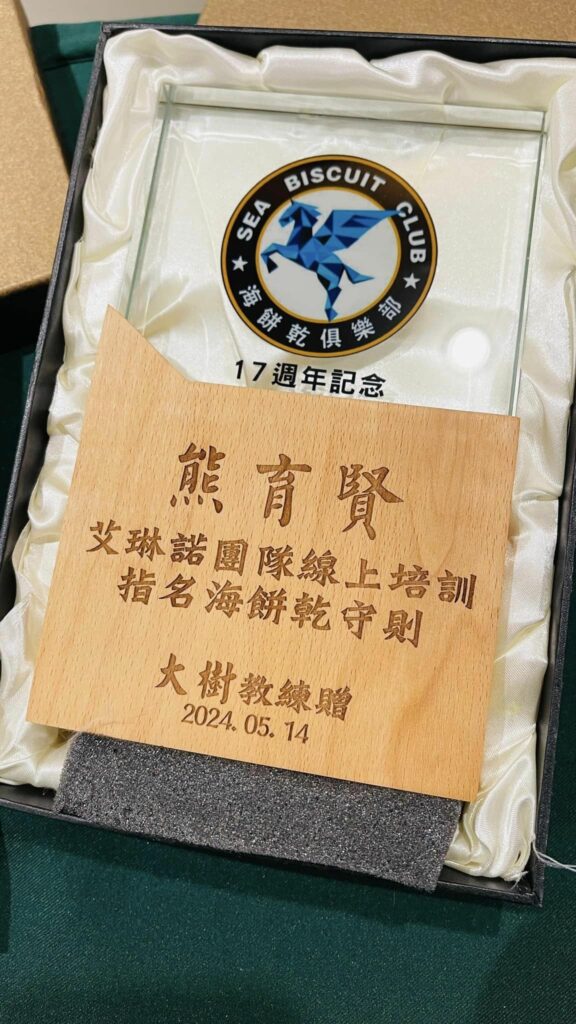 SEA BISCUIT CLUB
海餅乾俱樂部
17週年記念
熊育賢
艾琳諾團隊線上培訓
指名海餅乾守則
大樹教練贈
2024.05.14